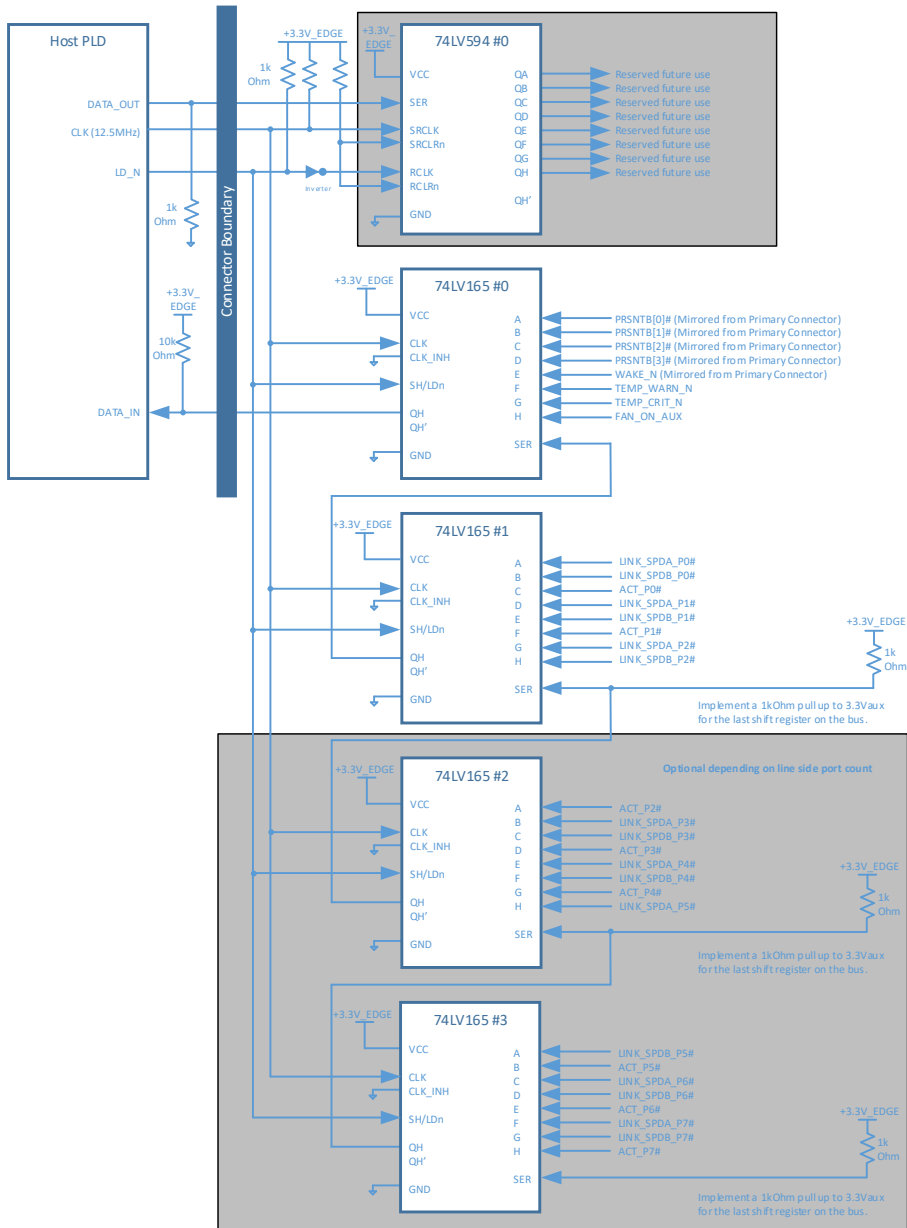 Host PLD
DATA_OUT
CLK (12.5MHz)
LD_N
1k
Ohm
+3.3V_
EDGE
10k
Ohm
DATA_IN
Connector Boundary
+3.3V_EDGE
1k
Ohm
Inverter
+3.3V_
EDGE
74LV594 #0
VCC
SER
SRCLK
SRCLRn
RCLK
RCLRn
GND
QA
QB
QC
QD
QE
QF
QG
QH
QH'
Reserved future use
Reserved future use
Reserved future use
Reserved future use
Reserved future use
Reserved future use
Reserved future use
Reserved future use
+3.3V_EDGE
74LV165 #0
VCC
CLK
CLK_INH
SH/LDn
QH
QH'
GND
A
B
C
D
E
F
G
H
SER
PRSNTB[0]# (Mirrored from Primary Connector)
PRSNTB[1]# (Mirrored from Primary Connector)
PRSNTB[2]# (Mirrored from Primary Connector)
PRSNTB[3]# (Mirrored from Primary Connector)
WAKE_N (Mirrored from Primary Connector)
TEMP_WARN_N
TEMP_CRIT_N
FAN_ON_AUX
+3.3V_EDGE
74LV165 #1
VCC
CLK
CLK_INH
SH/LDn
QH
QH'
GND
A
B
C
D
E
F
G
H
SER
LINK_SPDA_P0#
LINK_SPDB_P0#
ACT_P0#
LINK_SPDA_P1#
LINK_SPDB_P1#
ACT_P1#
LINK_SPDA_P2#
LINK_SPDB_P2#
+3.3V_EDGE
1k
Ohm
Implement a 1kOhm pull up to 3.3Vaux
for the last shift register on the bus.
Optional depending on line side port count
+3.3V_EDGE
74LV165 #2
VCC
CLK
CLK_INH
SH/LDn
QH
QH'
GND
A
B
C
D
E
F
G
H
SER
ACT_P2#
LINK_SPDA_P3#
LINK_SPDB_P3#
ACT_P3#
LINK_SPDA_P4#
LINK_SPDB_P4#
ACT_P4#
LINK_SPDA_P5#
+3.3V_EDGE
1k
Ohm
Implement a 1kOhm pull up to 3.3Vaux
for the last shift register on the bus.
+3.3V_EDGE
74LV165 #3
VCC
CLK
CLK_INH
SH/LDn
QH
QH'
GND
A
B
C
D
E
F
G
H
SER
LINK_SPDB_P5#
ACT_P5#
LINK_SPDA_P6#
LINK_SPDB_P6#
ACT_P6#
LINK_SPDA_P7#
LINK_SPDB_P7#
ACT_P7#
+3.3V_EDGE
1k
Ohm
Implement a 1kOhm pull up to 3.3Vaux
for the last shift register on the bus.